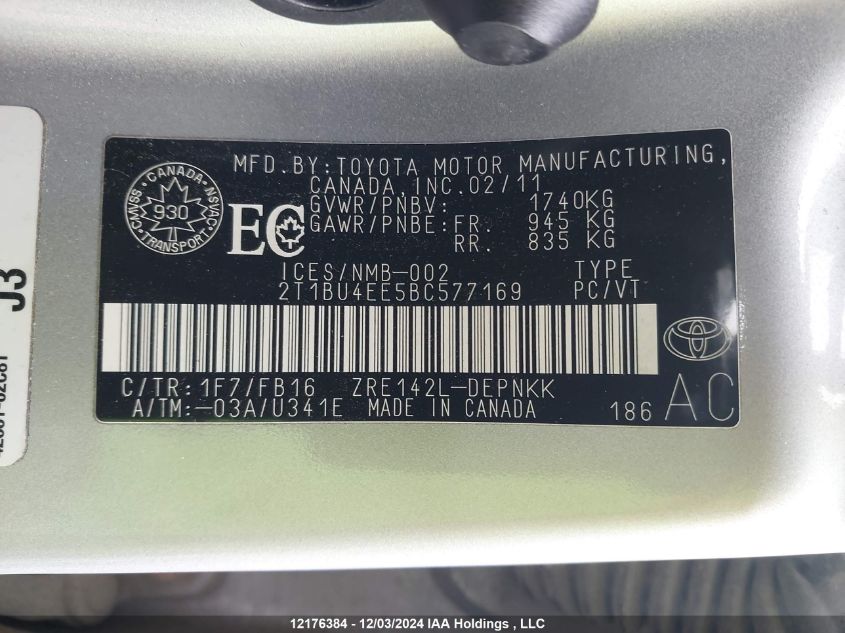 MFD.BY:TOYOTA MOTOR MANUFACTURING,
CANADA,INC.02/11
GVWR/PNBV: 1740KG
GAWR/PNBE: FR. 945 KG
RR. 835 KG
CANADA
CMVSS 930 NSVAC
TRANSPORT
EC
ICES/NMB-002 TYPE
2T1BU4EE5BC577169 PC/VT
C/TR: 1F7/FB16 ZRE142L-DEPNKK
A/TM:-03A/U341E MADE IN CANADA 186 AC
J3
12176384 - 12/03/2024 IAA Holdings , LLC